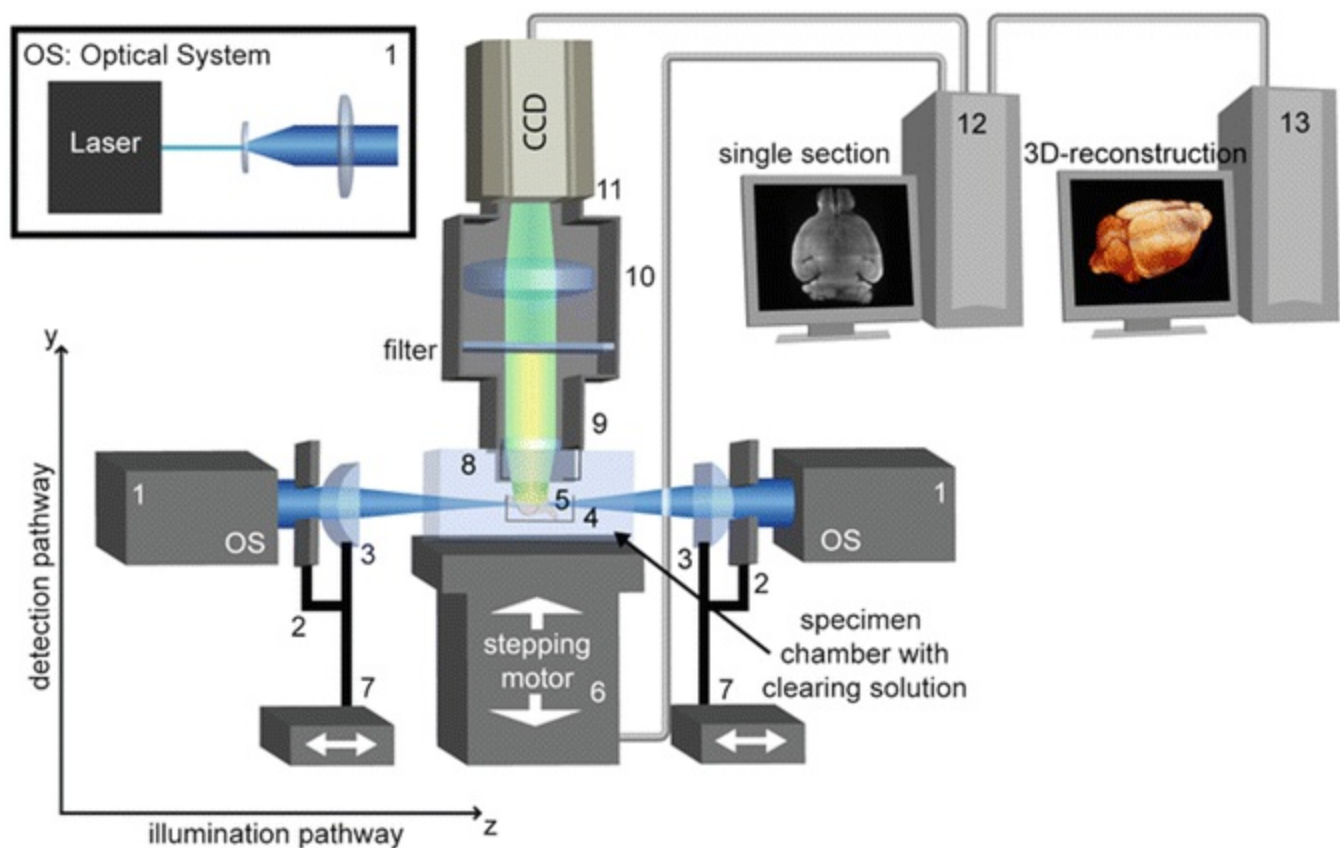 OS: Optical System 1
Laser
CCD
11
10
filter
9
8
5
4
12
13
single section
3D-reconstruction
y
detection pathway
1
OS
2
3
7
stepping
motor
6
3
2
1
OS
7
specimen
chamber with
clearing solution
illumination pathway
z